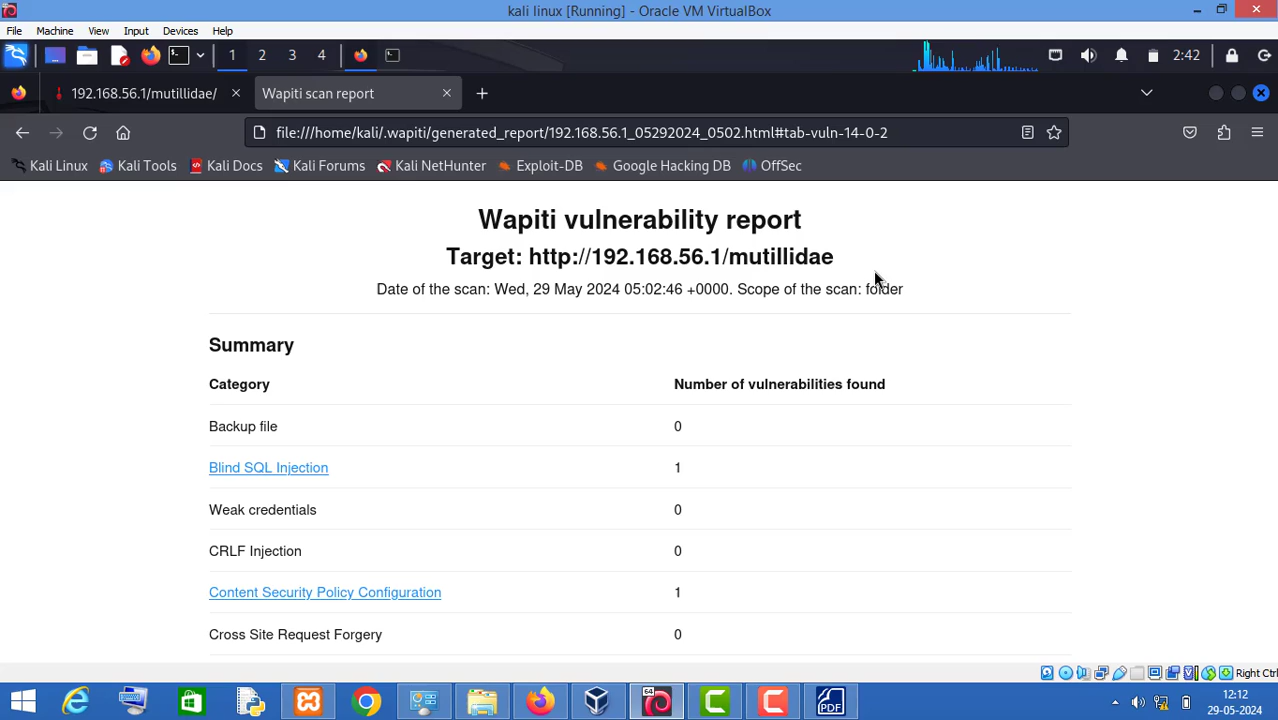 kali linux [Running] - Oracle VM VirtualBox
File Machine View Input Devices Help
1 2 3 4 2:42
192.168.56.1/mutillidae/ Wapiti scan report
file:///home/kali/.wapiti/generated_report/192.168.56.1_05292024_0502.html#tab-vuln-14-0-2
Kali Linux Kali Tools Kali Docs Kali Forums Kali NetHunter Exploit-DB Google Hacking DB OffSec
Wapiti vulnerability report
Target: http://192.168.56.1/mutillidae
Date of the scan: Wed, 29 May 2024 05:02:46 +0000. Scope of the scan: folder
Summary
Category Number of vulnerabilities found
Backup file 0
Blind SQL Injection 1
Weak credentials 0
CRLF Injection 0
Content Security Policy Configuration 1
Cross Site Request Forgery 0
Right Ctrl
64
PDF
12:12
29-05-2024